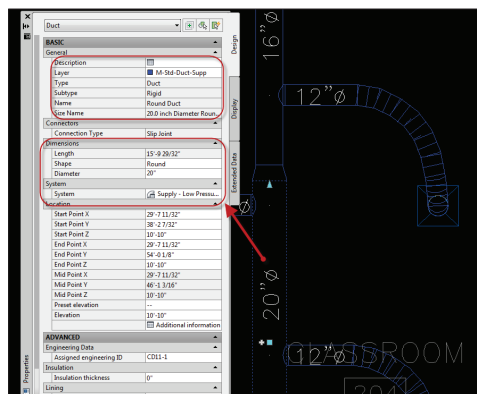 Duct
BASIC
General
Description
Layer M-Std-Duct-Supp
Type Duct
Subtype Rigid
Name Round Duct
Size Name 20.0 inch Diameter Roun...
Connectors
Connection Type Slip Joint
Dimensions
Length 15'-9 29/32"
Shape Round
Diameter 20"
System
System Supply - Low Pressu...
Location
Start Point X 29'-7 11/32"
Start Point Y 38'-2 7/32"
Start Point Z 10'-10"
End Point X 29'-7 11/32"
End Point Y 54'-0 1/8"
End Point Z 10'-10"
Mid Point X 29'-7 11/32"
Mid Point Y 46'-1 3/16"
Mid Point Z 10'-10"
Preset elevation --
Elevation 10'-10"
Additional information
ADVANCED
Engineering Data
Assigned engineering ID CD11-1
Insulation
Insulation thickness 0"
Lining
Properties
Design
Display
Extended Data
16"Ø
12"Ø
20"Ø
Ø
12"Ø
CLASSROOM
204